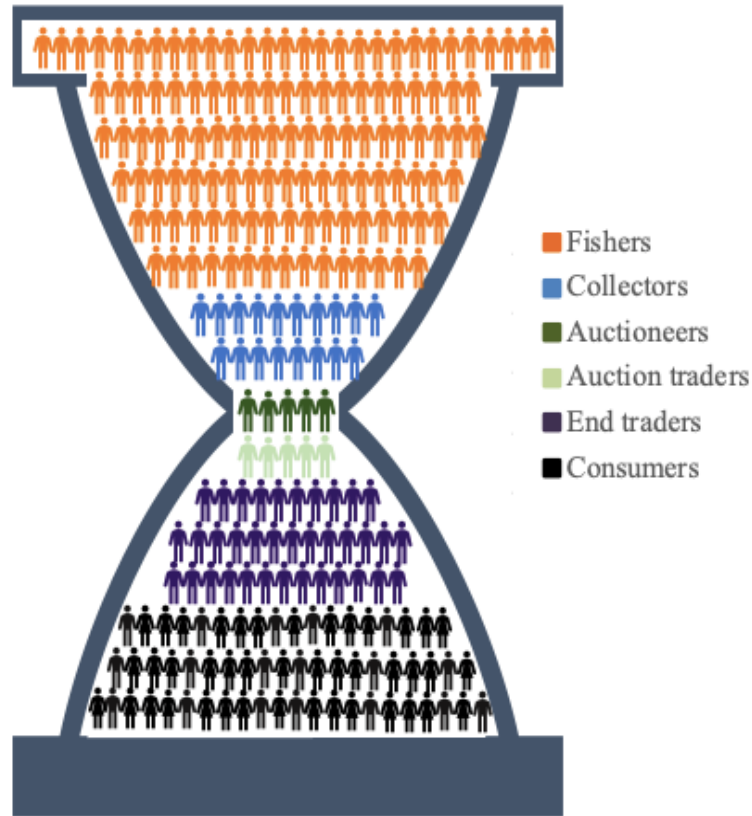 Fishers
Collectors
Auctioneers
Auction traders
End traders
Consumers